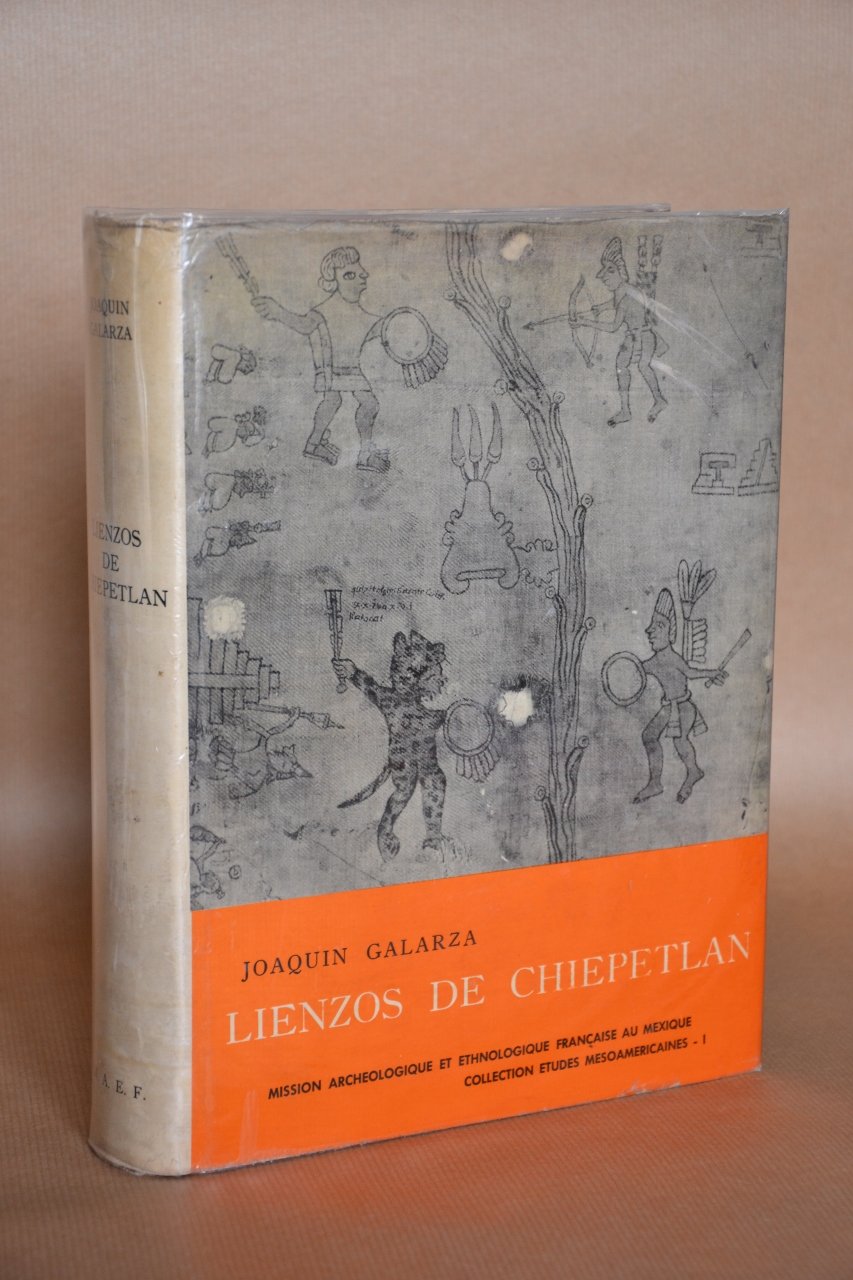 JOAQUIN
GALARZA
LIENZOS
DE
CHIEPETLAN
A. E. F.
JOAQUIN GALARZA
LIENZOS DE CHIEPETLAN
MISSION ARCHEOLOGIQUE ET ETHNOLOGIQUE FRANÇAISE AU MEXIQUE
COLLECTION ETUDES MESOAMERICAINES - I